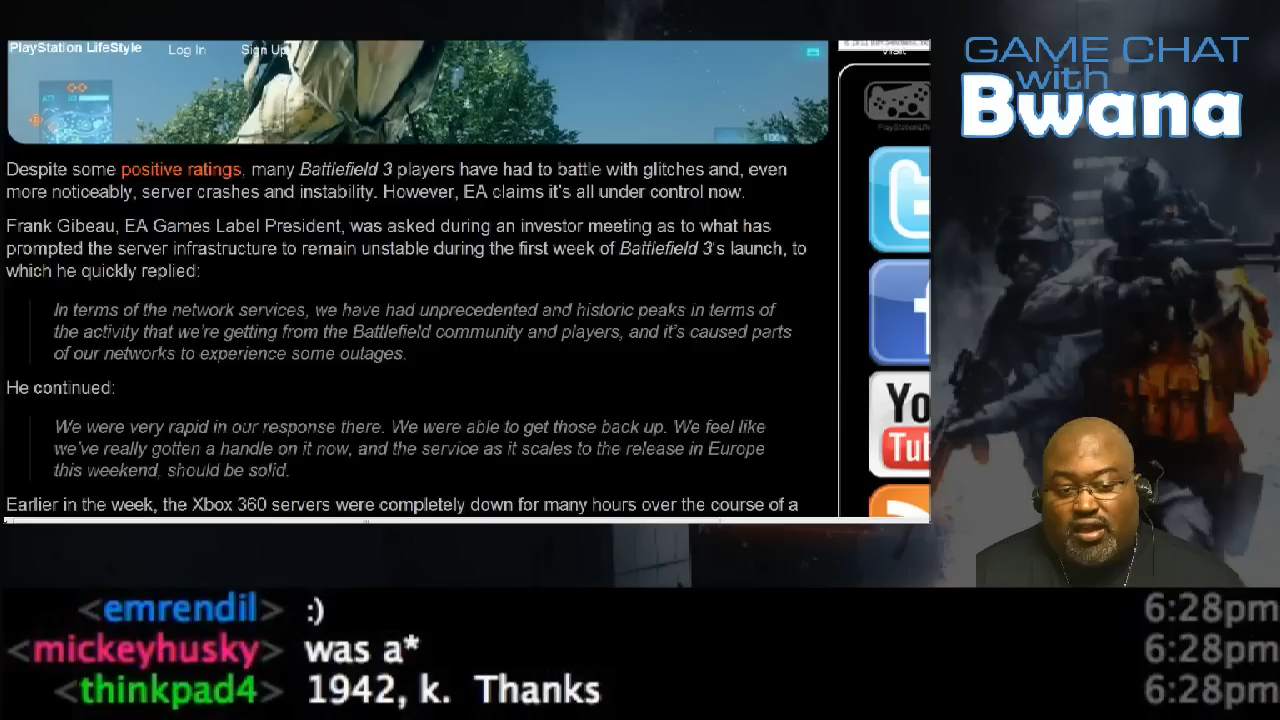 PlayStation LifeStyle Log In Sign Up
Visit
GAME CHAT
with
Bwana
Despite some positive ratings, many Battlefield 3 players have had to battle with glitches and, even
more noticeably, server crashes and instability. However, EA claims it's all under control now.
Frank Gibeau, EA Games Label President, was asked during an investor meeting as to what has
prompted the server infrastructure to remain unstable during the first week of Battlefield 3's launch, to
which he quickly replied:
In terms of the network services, we have had unprecedented and historic peaks in terms of
the activity that we're getting from the Battlefield community and players, and it's caused parts
of our networks to experience some outages.
He continued:
We were very rapid in our response there. We were able to get those back up. We feel like
we've really gotten a handle on it now, and the service as it scales to the release in Europe
this weekend, should be solid.
Earlier in the week, the Xbox 360 servers were completely down for many hours over the course of a
You
Tub
<emrendil> :) 6:28pm
<mickeyhusky> was a* 6:28pm
<thinkpad4> 1942, k. Thanks 6:28pm